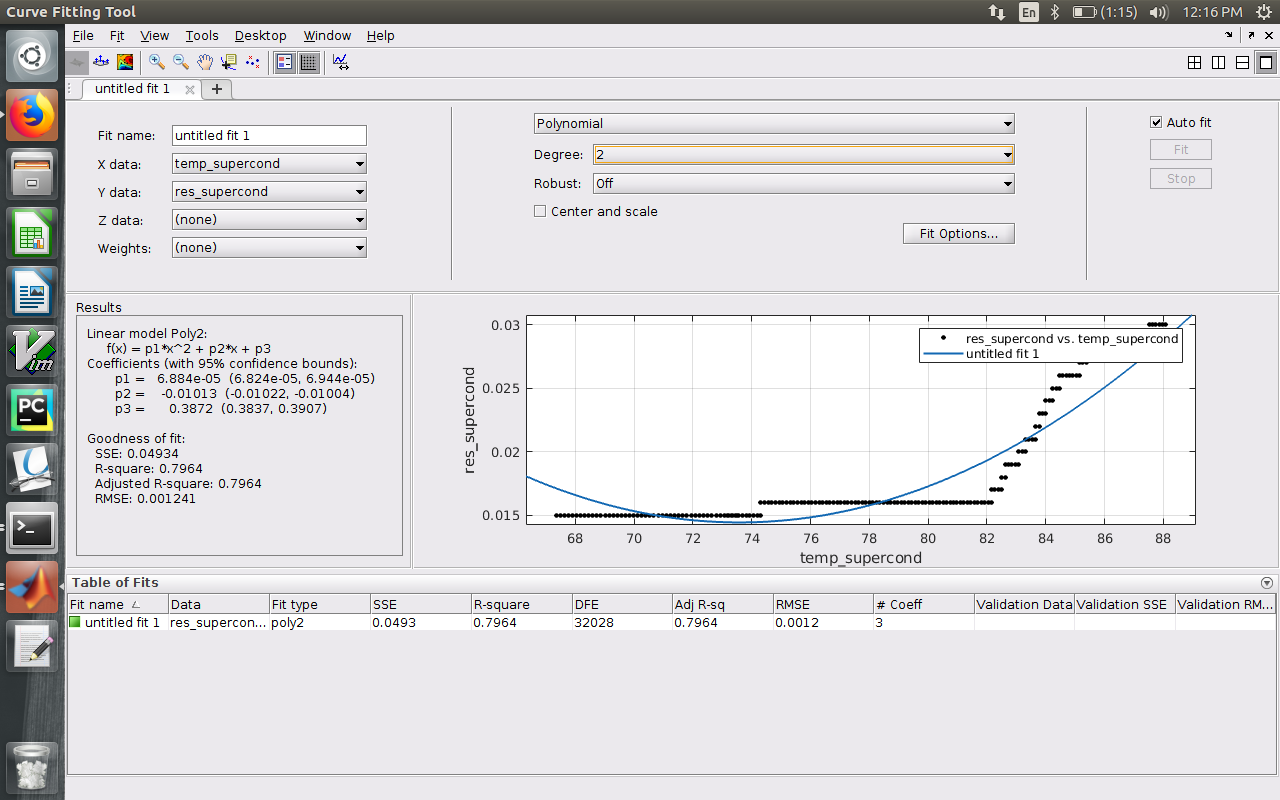 Curve Fitting Tool
En
(1:15)
12:16 PM
File Fit View Tools Desktop Window Help
untitled fit 1
Fit name: untitled fit 1
X data: temp_supercond
Y data: res_supercond
Z data: (none)
Weights: (none)
Polynomial
Degree: 2
Robust: Off
Center and scale
Fit Options...
Auto fit
Fit
Stop
Results
Linear model Poly2:
f(x) = p1*x^2 + p2*x + p3
Coefficients (with 95% confidence bounds):
p1 = 6.884e-05 (6.824e-05, 6.944e-05)
p2 = -0.01013 (-0.01022, -0.01004)
p3 = 0.3872 (0.3837, 0.3907)
Goodness of fit:
SSE: 0.04934
R-square: 0.7964
Adjusted R-square: 0.7964
RMSE: 0.001241
res_supercond
0.03
0.025
0.02
0.015
res_supercond vs. temp_supercond
untitled fit 1
68 70 72 74 76 78 80 82 84 86 88
temp_supercond
Table of Fits
Fit name Data Fit type SSE R-square DFE Adj R-sq RMSE # Coeff Validation Data Validation SSE Validation RM...
untitled fit 1 res_supercon... poly2 0.0493 0.7964 32028 0.7964 0.0012 3
Vim
PC
>_